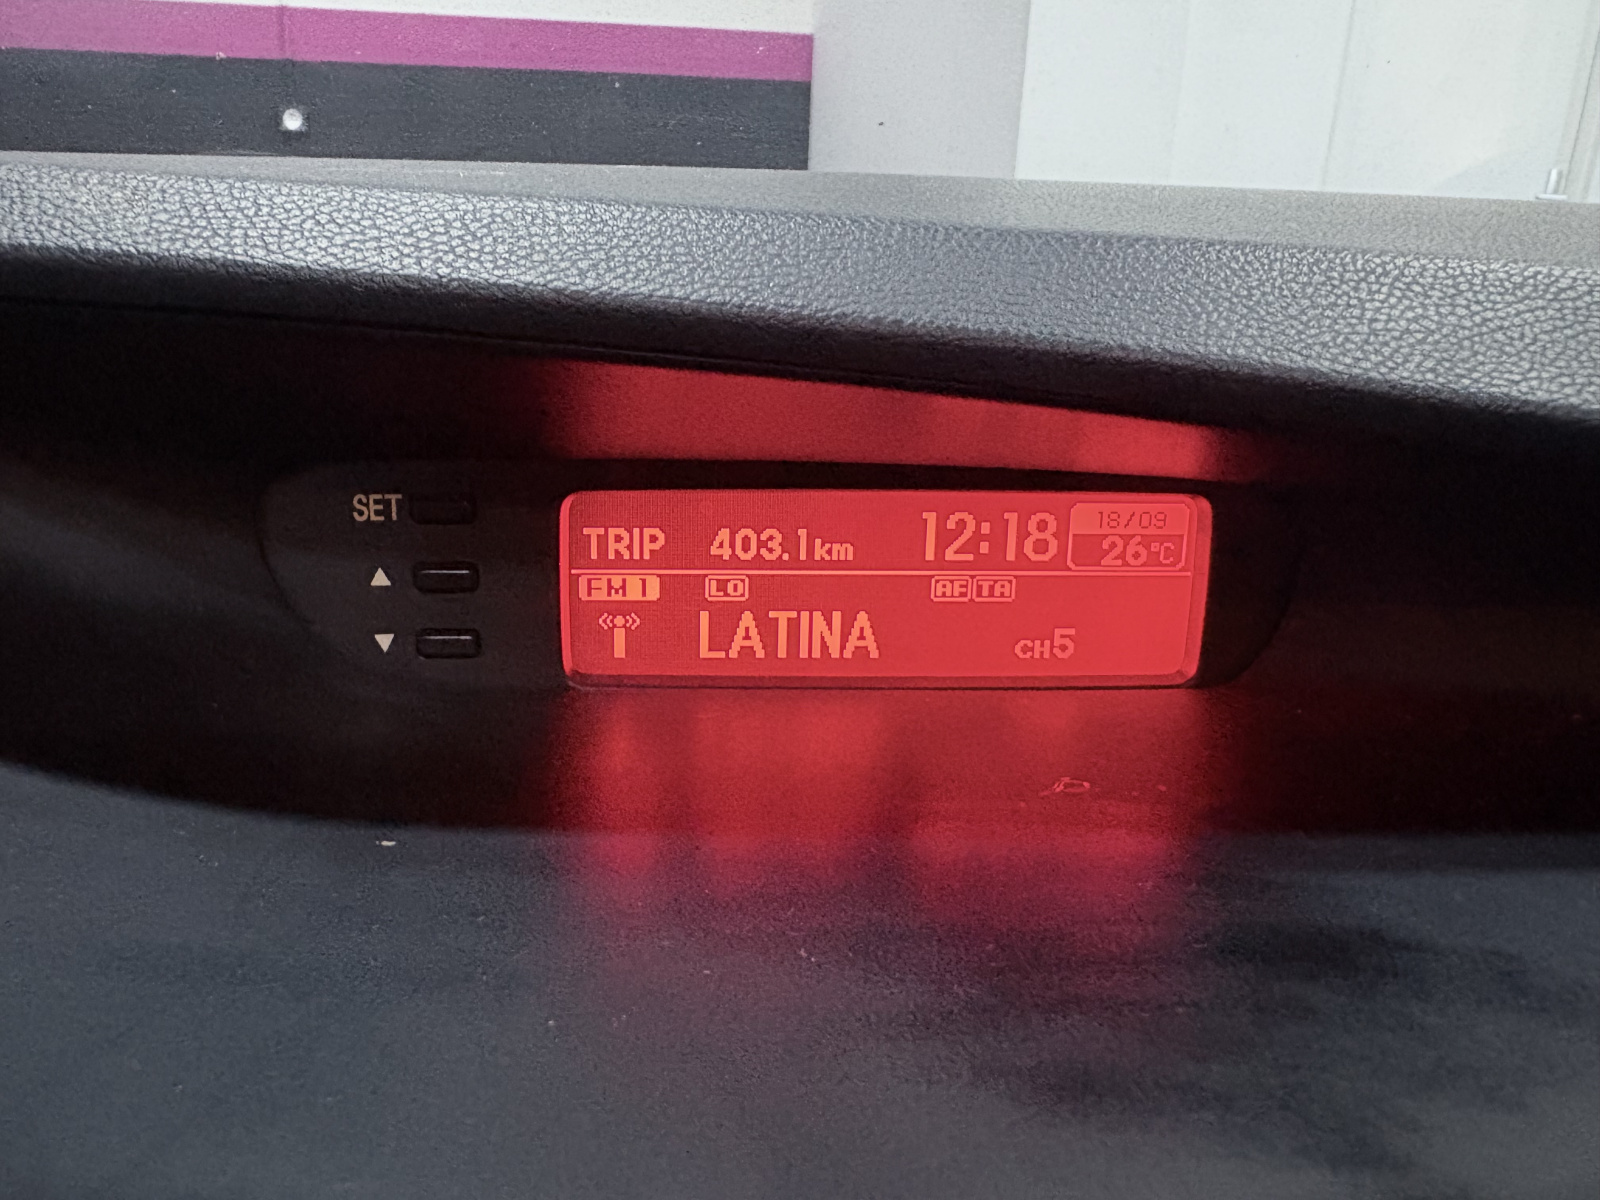 SET
TRIP 403.1km 12:18 18/09
26°C
FM1 LO AF TA
LATINA CH5